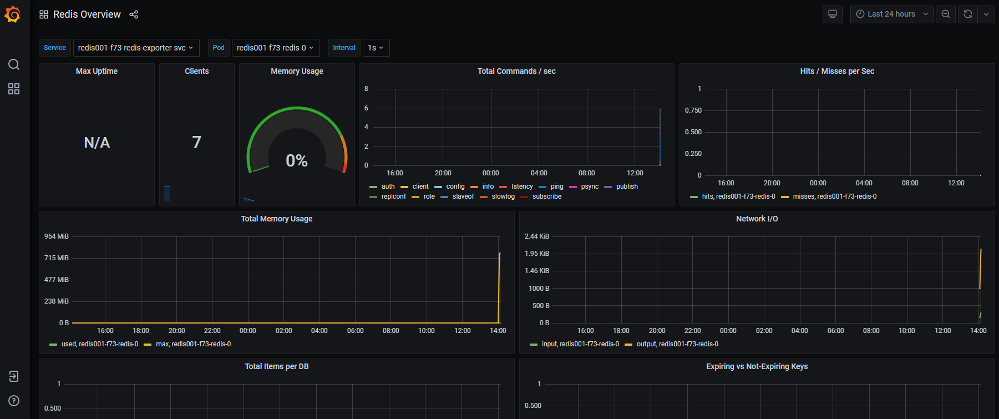 Redis Overview
Last 24 hours
Service redis001-f73-redis-exporter-svc Pod redis001-f73-redis-0 Interval 1s
Max Uptime
N/A
Clients
7
Memory Usage
0%
Total Commands / sec
8
6
4
2
0
16:00 20:00 00:00 04:00 08:00 12:00
auth client config info latency ping psync publish
replconf role slaveof slowlog subscribe
Hits / Misses per Sec
1
0.750
0.500
0.250
0
16:00 20:00 00:00 04:00 08:00 12:00
hits, redis001-f73-redis-0 misses, redis001-f73-redis-0
Total Memory Usage
954 MiB
715 MiB
477 MiB
238 MiB
0 B
16:00 18:00 20:00 22:00 00:00 02:00 04:00 06:00 08:00 10:00 12:00 14:00
used, redis001-f73-redis-0 max, redis001-f73-redis-0
Network I/O
2.44 KiB
1.95 KiB
1.46 KiB
1000 B
500 B
0 B
16:00 18:00 20:00 22:00 00:00 02:00 04:00 06:00 08:00 10:00 12:00 14:00
input, redis001-f73-redis-0 output, redis001-f73-redis-0
Total Items per DB
1
0.500
Expiring vs Not-Expiring Keys
1
0.500